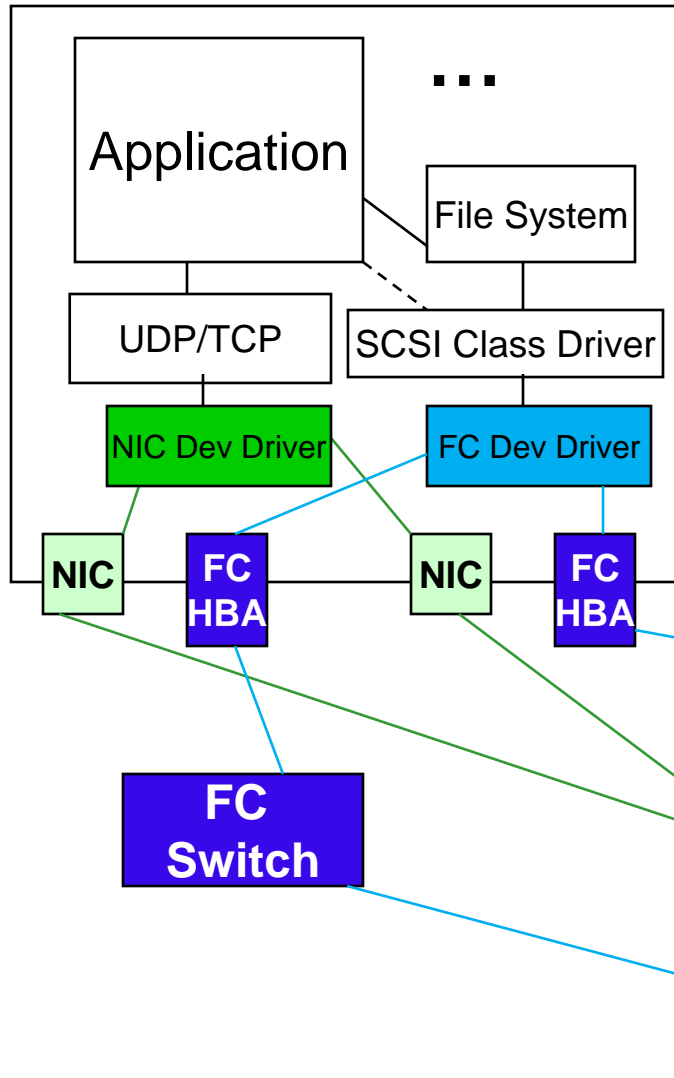 ...
Application
File System
UDP/TCP
SCSI Class Driver
NIC Dev Driver
FC Dev Driver
NIC
FC
HBA
NIC
FC
HBA
FC
Switch